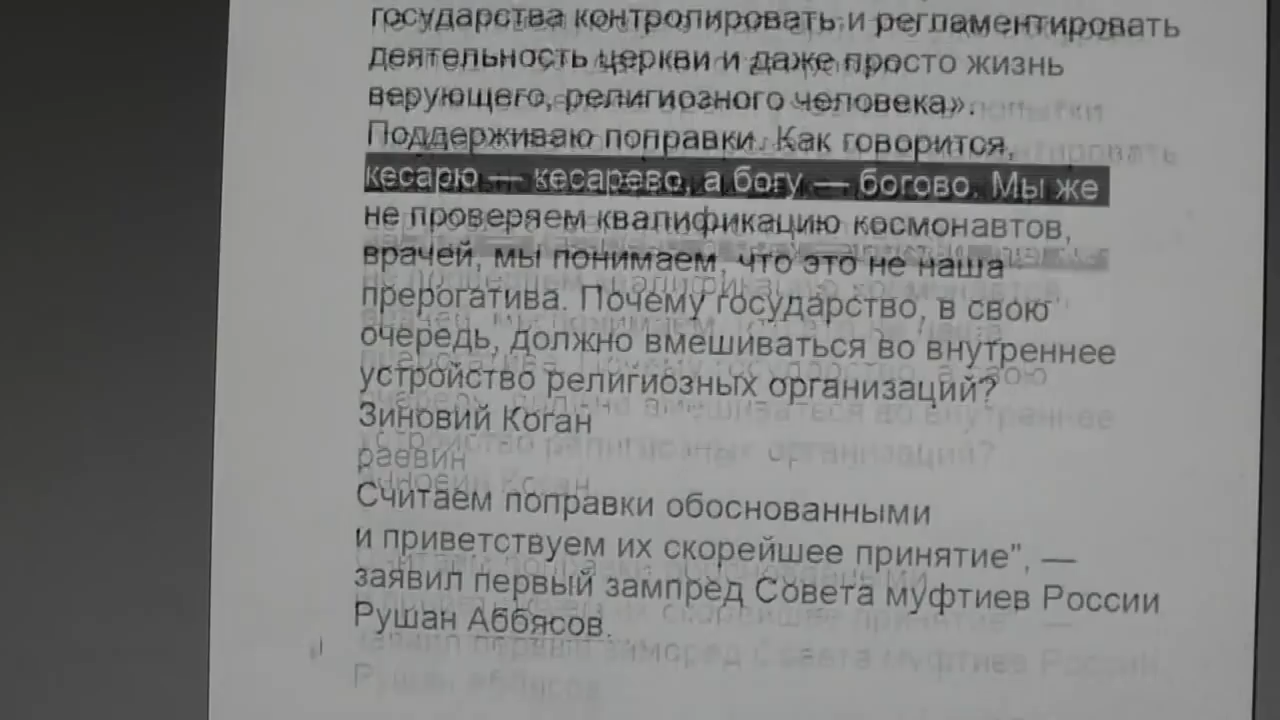 государства контролировать и регламентировать
деятельность церкви и даже просто жизнь
верующего, религиозного человека».
Поддерживаю поправки. Как говорится,
кесарю — кесарево, а богу — богово. Мы же
не проверяем квалификацию космонавтов,
врачей, мы понимаем, что это не наша
прерогатива. Почему государство, в свою
очередь, должно вмешиваться во внутреннее
устройство религиозных организаций?
Зиновий Коган
раввин
Считаем поправки обоснованными
и приветствуем их скорейшее принятие", —
заявил первый зампред Совета муфтиев России
Рушан Аббясов.